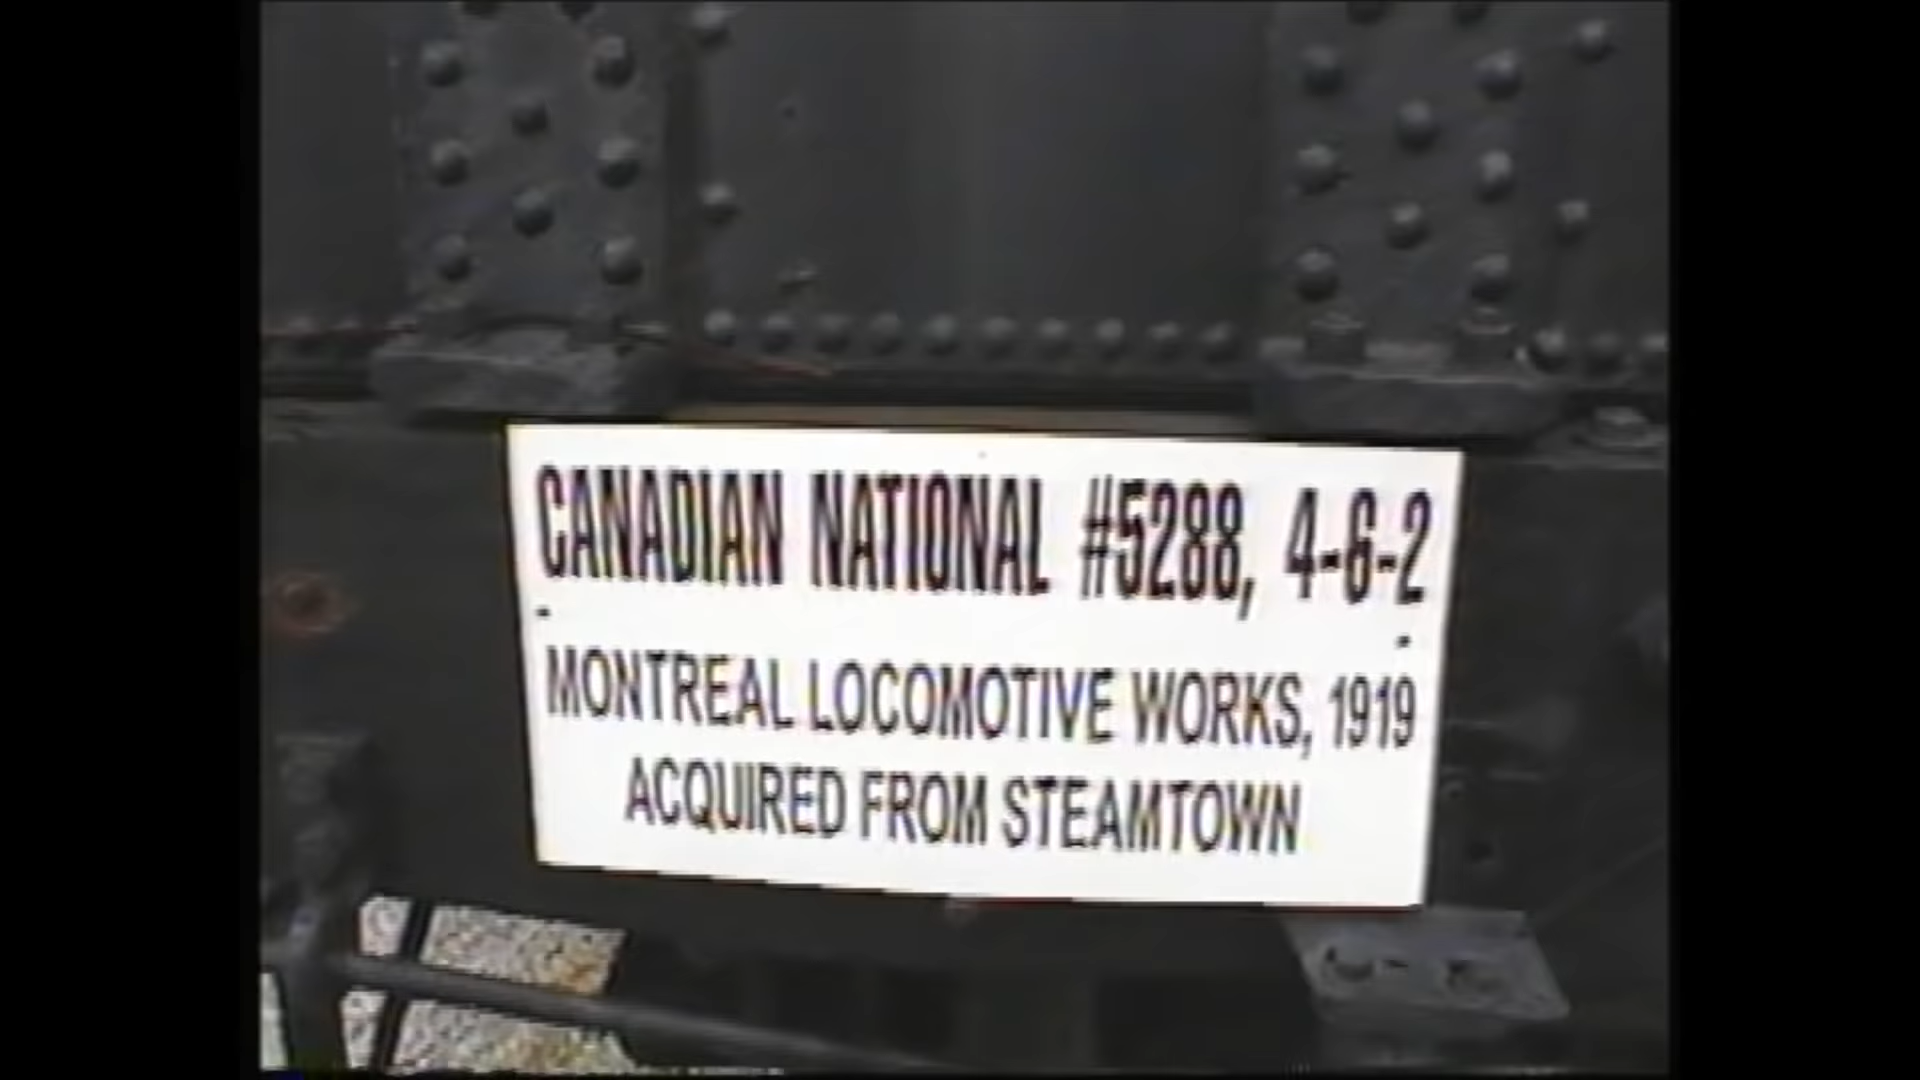 CANADIAN NATIONAL #5288, 4-6-2
MONTREAL LOCOMOTIVE WORKS, 1919
ACQUIRED FROM STEAMTOWN